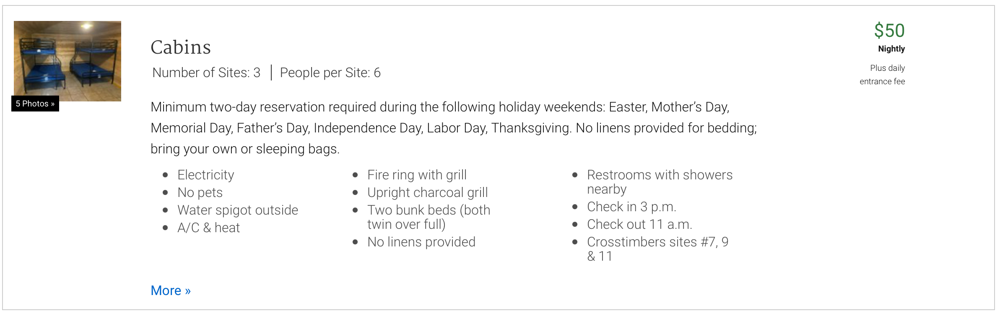 $50
Cabins
Nightly
Number of Sites: 3 | People per Site: 6
Plus daily
entrance fee
5 Photos »
Minimum two-day reservation required during the following holiday weekends: Easter, Mother’s Day,
Memorial Day, Father’s Day, Independence Day, Labor Day, Thanksgiving. No linens provided for bedding;
bring your own or sleeping bags.
Electricity
No pets
Water spigot outside
A/C & heat
Fire ring with grill
Upright charcoal grill
Two bunk beds (both
twin over full)
No linens provided
Restrooms with showers
nearby
Check in 3 p.m.
Check out 11 a.m.
Crosstimbers sites #7, 9
& 11
More »